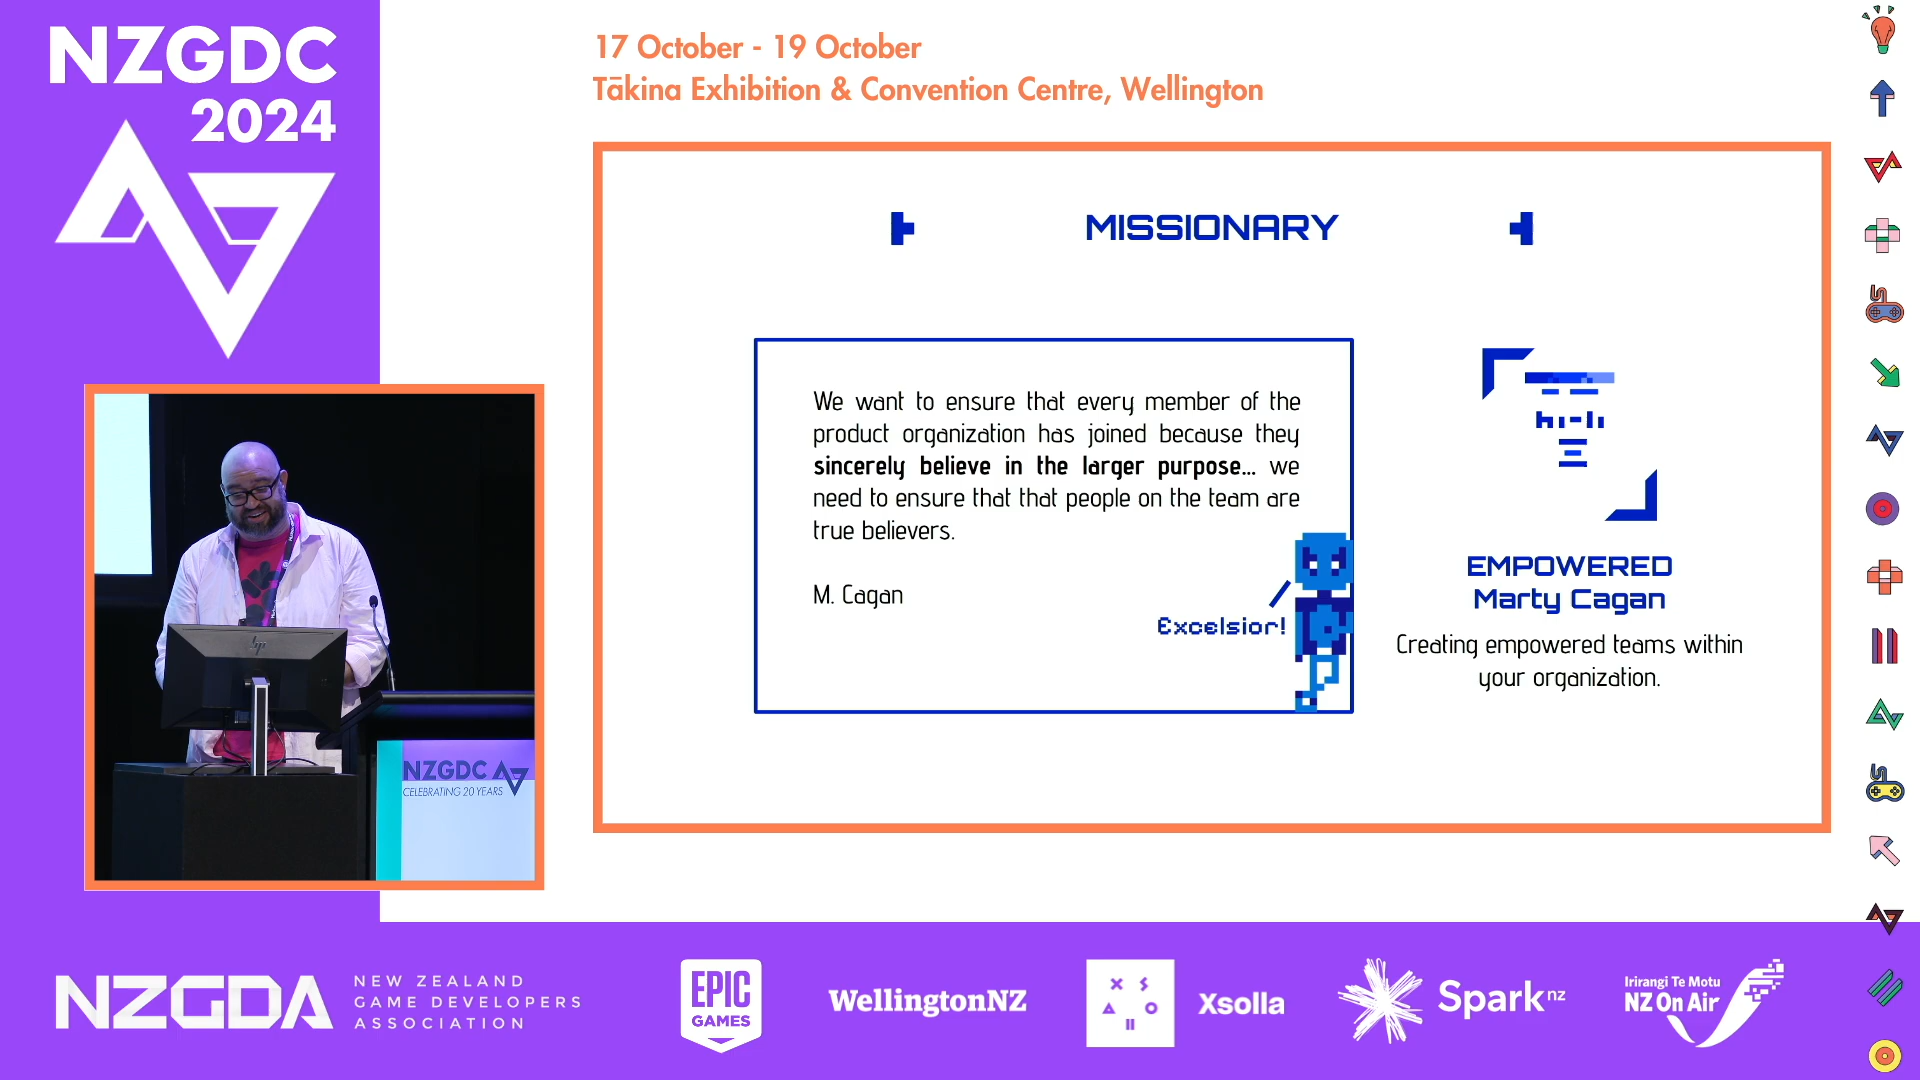 NZGDC
2024
17 October - 19 October
Tākina Exhibition & Convention Centre, Wellington
MISSIONARY
We want to ensure that every member of the
product organization has joined because they
sincerely believe in the larger purpose... we
need to ensure that that people on the team are
true believers.
M. Cagan
Excelsior!
EMPOWERED
Marty Cagan
Creating empowered teams within
your organization.
hp
NZGDC
CELEBRATING 20 YEARS
NZGDA
NEW ZEALAND
GAME DEVELOPERS
ASSOCIATION
EPIC
GAMES
WellingtonNZ
Xsolla
Spark nz
Irirangi Te Motu
NZ On Air